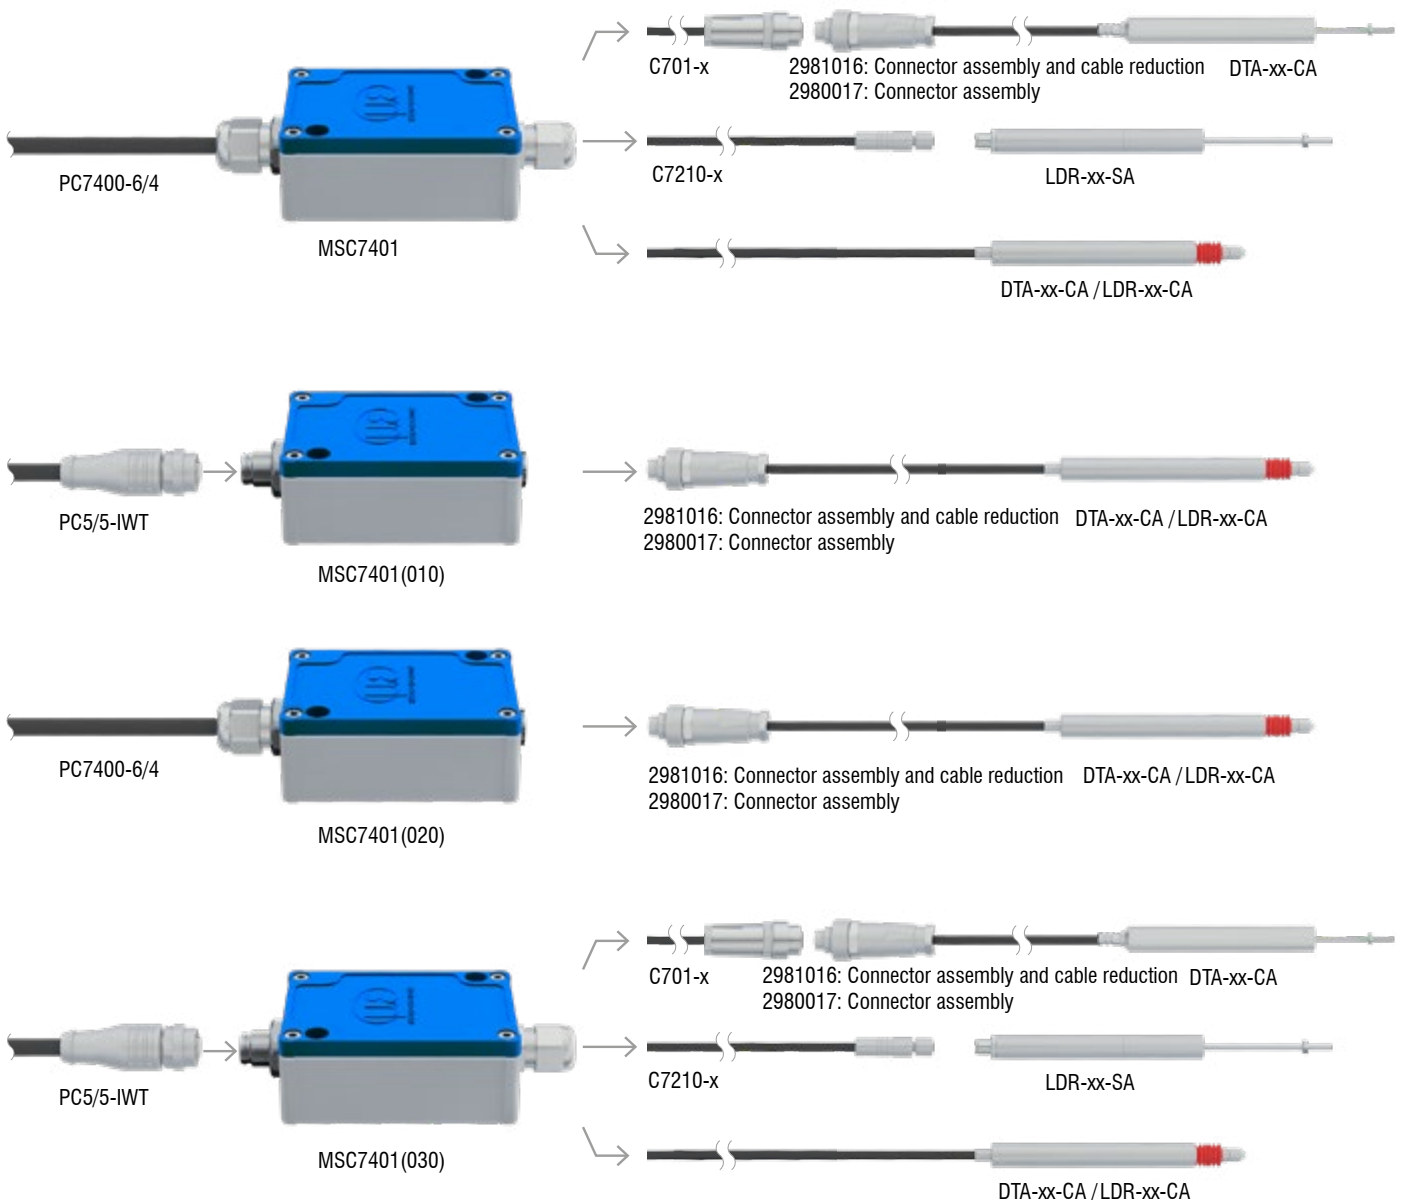 C701-x
2981016: Connector assembly and cable reduction
2980017: Connector assembly
DTA-xx-CA
PC7400-6/4
MSC7401
C7210-x
LDR-xx-SA
DTA-xx-CA / LDR-xx-CA
PC5/5-IWT
MSC7401(010)
2981016: Connector assembly and cable reduction
2980017: Connector assembly
DTA-xx-CA / LDR-xx-CA
PC7400-6/4
MSC7401(020)
2981016: Connector assembly and cable reduction
2980017: Connector assembly
DTA-xx-CA / LDR-xx-CA
C701-x
2981016: Connector assembly and cable reduction
2980017: Connector assembly
DTA-xx-CA
PC5/5-IWT
MSC7401(030)
C7210-x
LDR-xx-SA
DTA-xx-CA / LDR-xx-CA